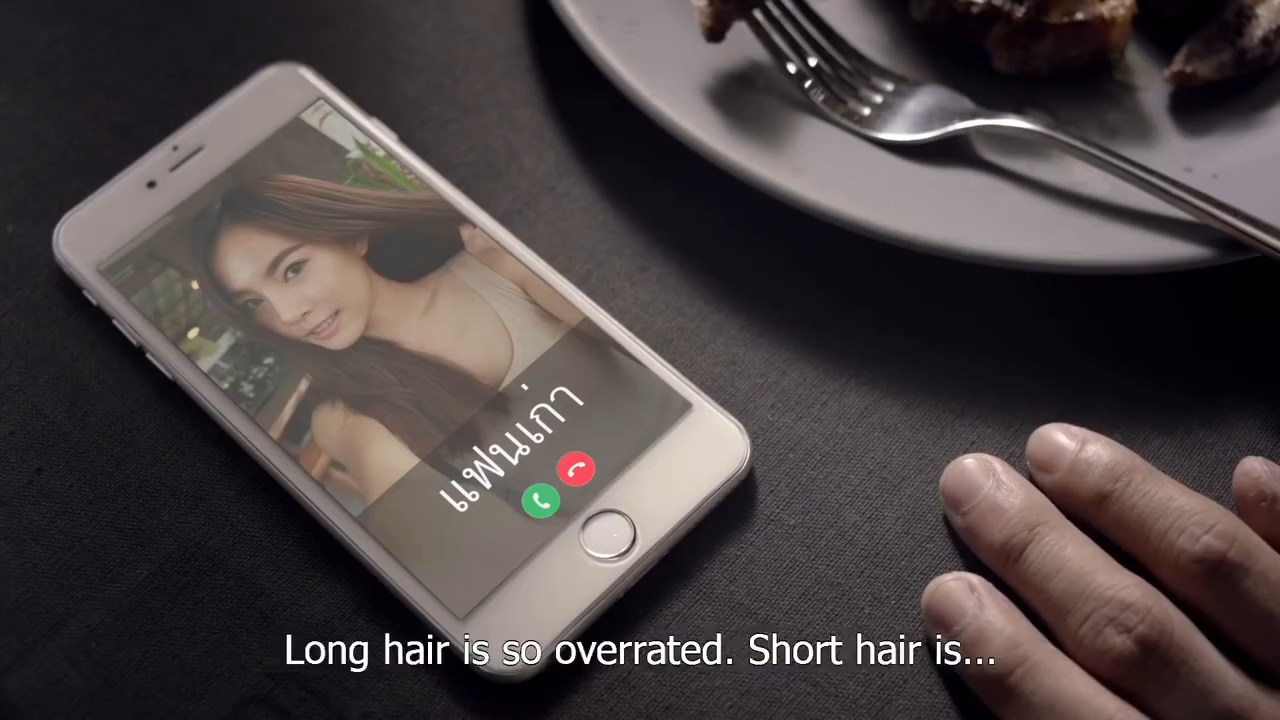 แฟนเก่า
Long hair is so overrated. Short hair is...